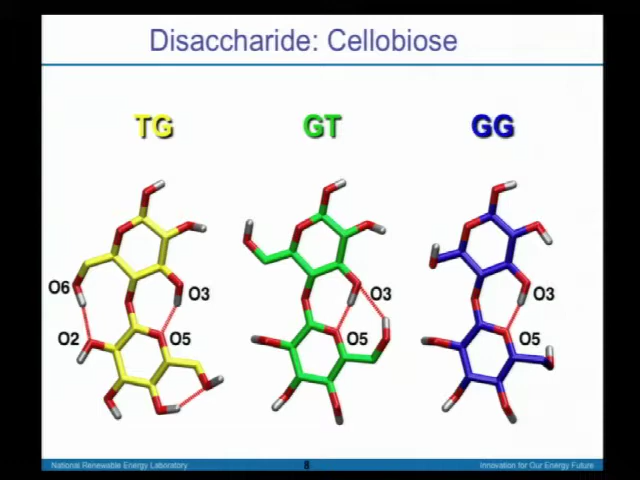 Disaccharide: Cellobiose
TG
GT
GG
O6
O3
O2
O5
O3
O5
O3
O5
National Renewable Energy Laboratory
8
Innovation for Our Energy Future